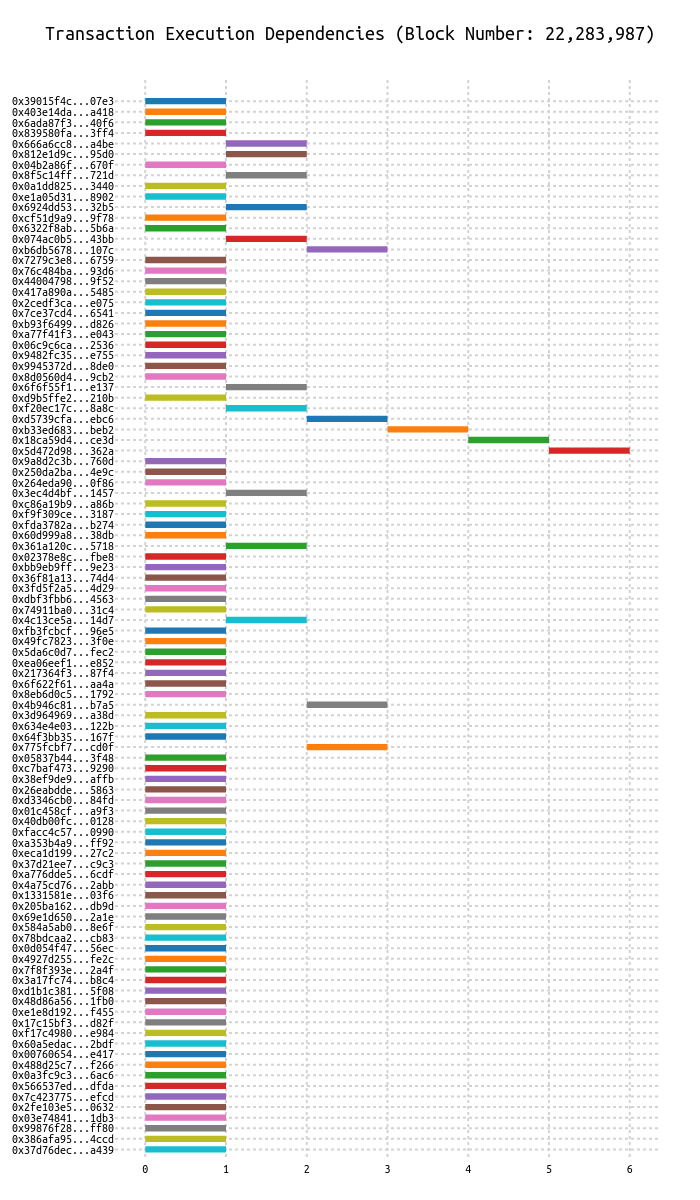 Transaction Execution Dependencies (Block Number: 22,283,987)
0x39015f4c...07e3
0x403e14da...a418
0x6ada87f3...40f6
0x839580fa...3ff4
0x666a6cc8...a4be
0x812e1d9c...95d0
0x04b2a86f...670f
0x8f5c14ff...721d
0x0a1dd825...3440
0xe1a05d31...8902
0x6924dd53...32b5
0xcf51d9a9...9f78
0x6322f8ab...5b6a
0x074ac0b5...43bb
0xb6db5678...107c
0x7279c3e8...6759
0x76c484ba...93d6
0x44004798...9f52
0x417a890a...5485
0x2cedf3ca...e075
0x7ce37cd4...6541
0xb93f6499...d826
0xa77f41f3...e043
0x06c9c6ca...2536
0x9482fc35...e755
0x9945372d...8de0
0x8d0560d4...9cb2
0x6f6f55f1...e137
0xd9b5ffe2...210b
0xf20ec17c...8a8c
0xd5739cfa...ebc6
0xb33ed683...beb2
0x18ca59d4...ce3d
0x5d472d98...362a
0x9a8d2c3b...760d
0x250da2ba...4e9c
0x264eda90...0f86
0x3ec4d4bf...1457
0xc86a19b9...a86b
0xf9f309ce...3187
0xfda3782a...b274
0x60d999a8...38db
0x361a120c...5718
0x02378e8c...fbe8
0xbb9eb9ff...9e23
0x36f81a13...74d4
0x3fd5f2a5...4d29
0xdbf3fbb6...4563
0x74911ba0...31c4
0x4c13ce5a...14d7
0xfb3fcbcf...96e5
0x49fc7823...3f0e
0x5da6c0d7...fec2
0xea06eef1...e852
0x217364f3...87f4
0x6f622f61...aa4a
0x8eb6d0c5...1792
0x4b946c81...b7a5
0x3d964969...a38d
0x634e4e03...122b
0x64f3bb35...167f
0x775fcbf7...cd0f
0x05837b44...3f48
0xc7baf473...9290
0x38ef9de9...affb
0x26eabdde...5863
0xd3346cb0...84fd
0x01c458cf...a9f3
0x40db00fc...0128
0xfacc4c57...0990
0xa353b4a9...ff92
0xeca1d199...27c2
0x37d21ee7...c9c3
0xa776dde5...6cdf
0x4a75cd76...2abb
0x1331581e...03f6
0x205ba162...db9d
0x69e1d650...2a1e
0x584a5ab0...8e6f
0x78bdcaa2...cb83
0x0d054f47...56ec
0x4927d255...fe2c
0x7f8f393e...2a4f
0x3a17fc74...b8c4
0xd1b1c381...5f08
0x48d86a56...1fb0
0xe1e8d192...f455
0x17c15bf3...d82f
0xf17c4980...e984
0x60a5edac...2bdf
0x00760654...e417
0x488d25c7...f266
0x0a3fc9c3...6ac6
0x566537ed...dfda
0x7c423775...efcd
0x2fe103e5...0632
0x03e74841...1db3
0x99876f28...ff80
0x386afa95...4ccd
0x37d76dec...a439
0 1 2 3 4 5 6